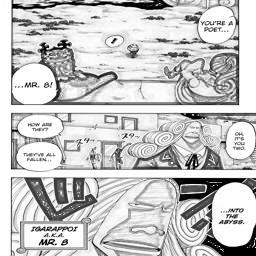 YOU'RE A
POET...
...MR. 8!
OH,
IT'S
YOU
TWO.
HOW ARE
THEY?
THEY'VE
ALL
FALLEN...
...INTO
THE
ABYSS.
IGARAPPOI
A.K.A.
MR. 8